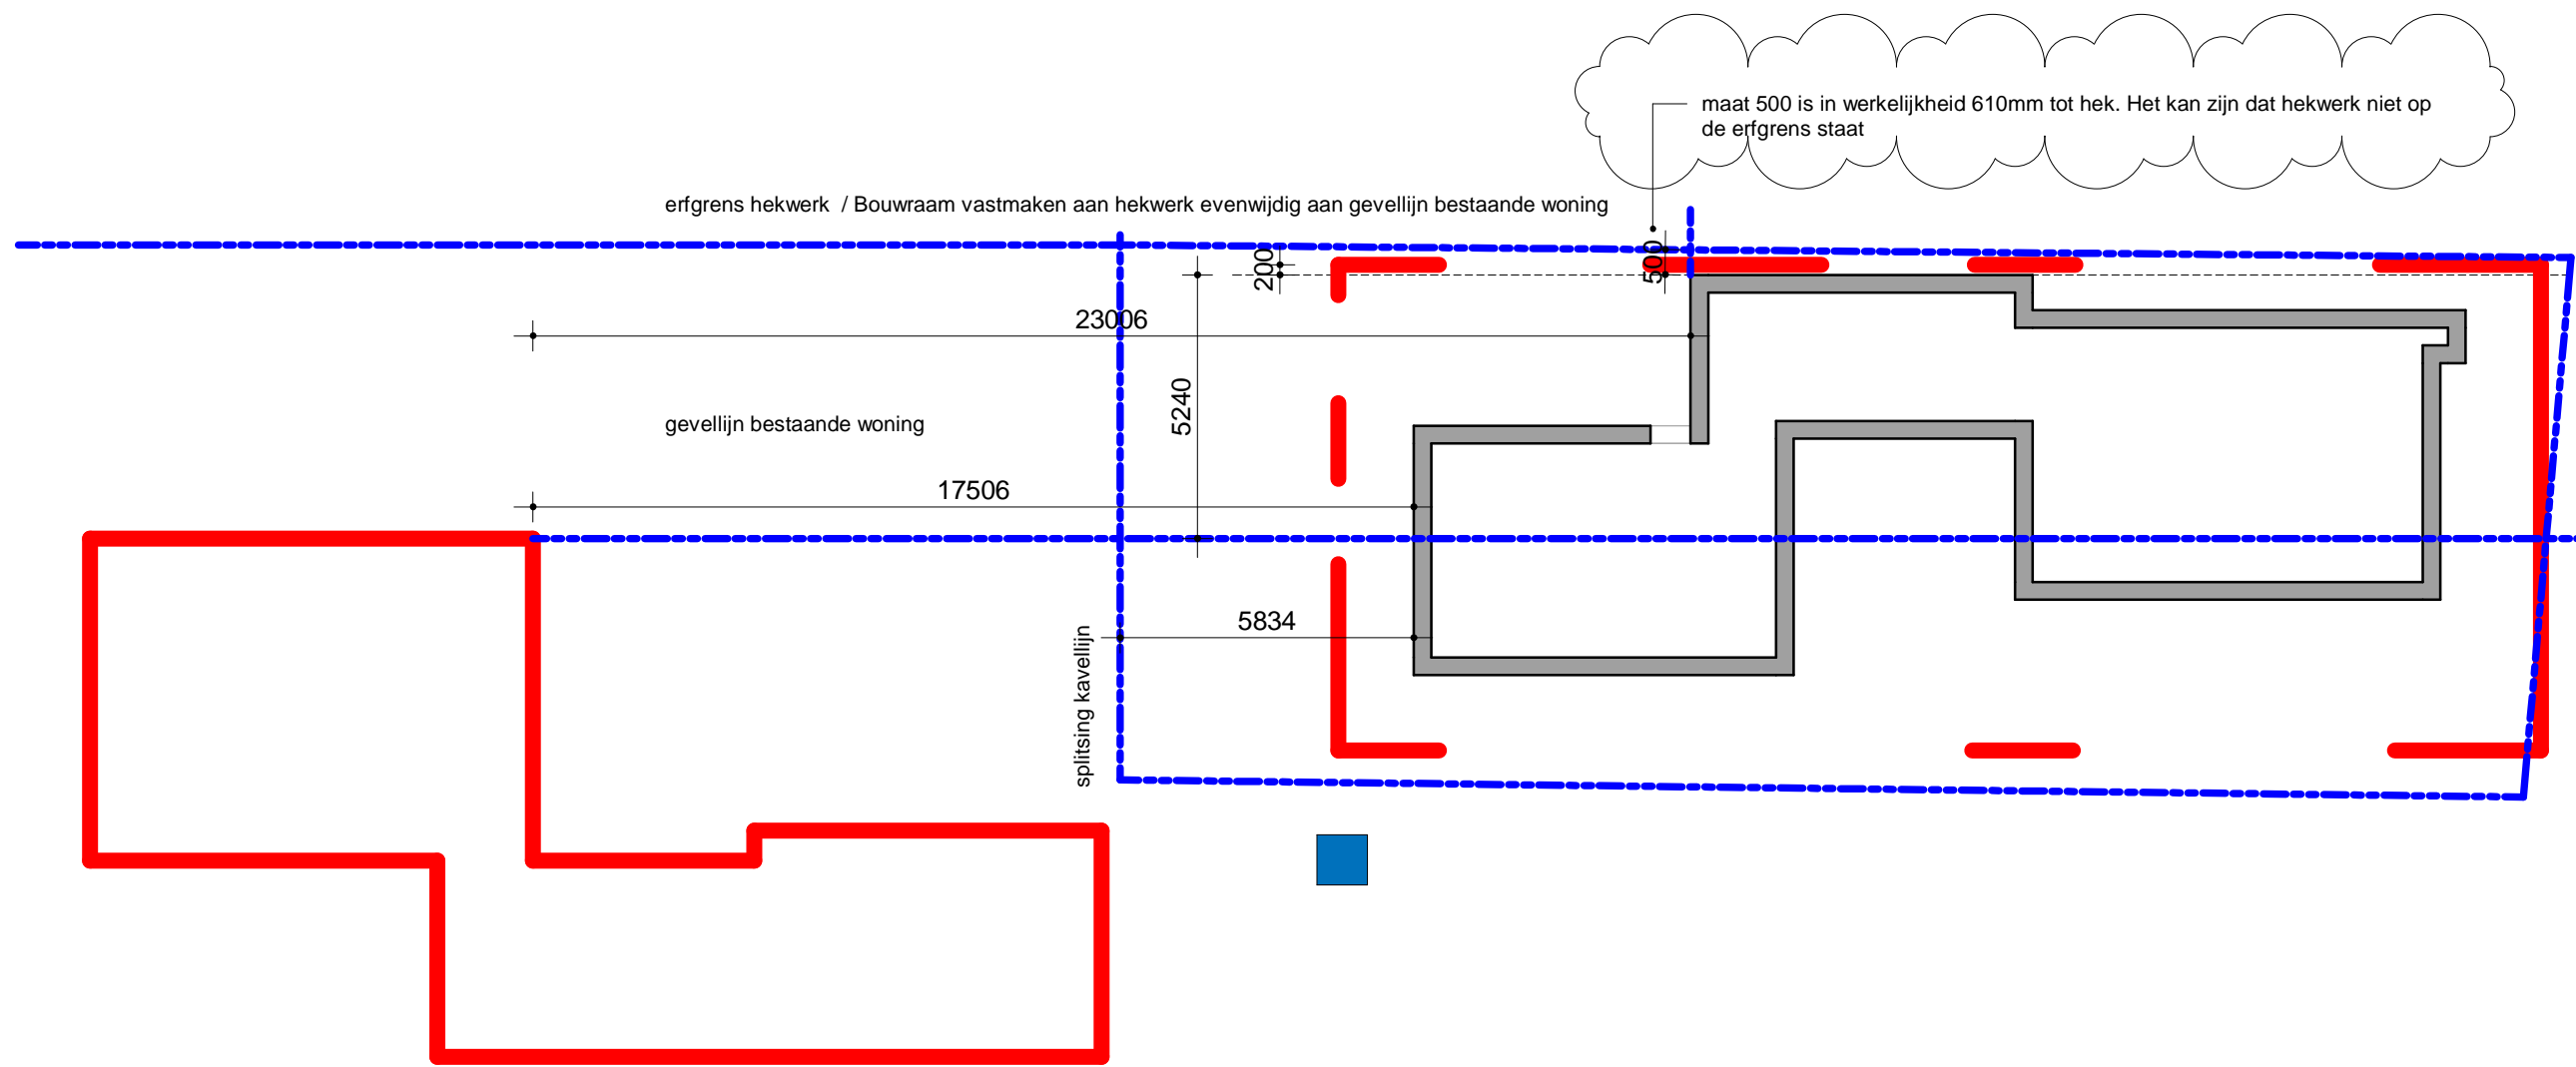 maat 500 is in werkelijkheid 610mm tot hek. Het kan zijn dat hekwerk niet op
de erfgrens staat
erfgrens hekwerk / Bouwraam vastmaken aan hekwerk evenwijdig aan gevellijn bestaande woning
200
500
23006
5240
gevellijn bestaande woning
17506
5834
splitsing kavellijn